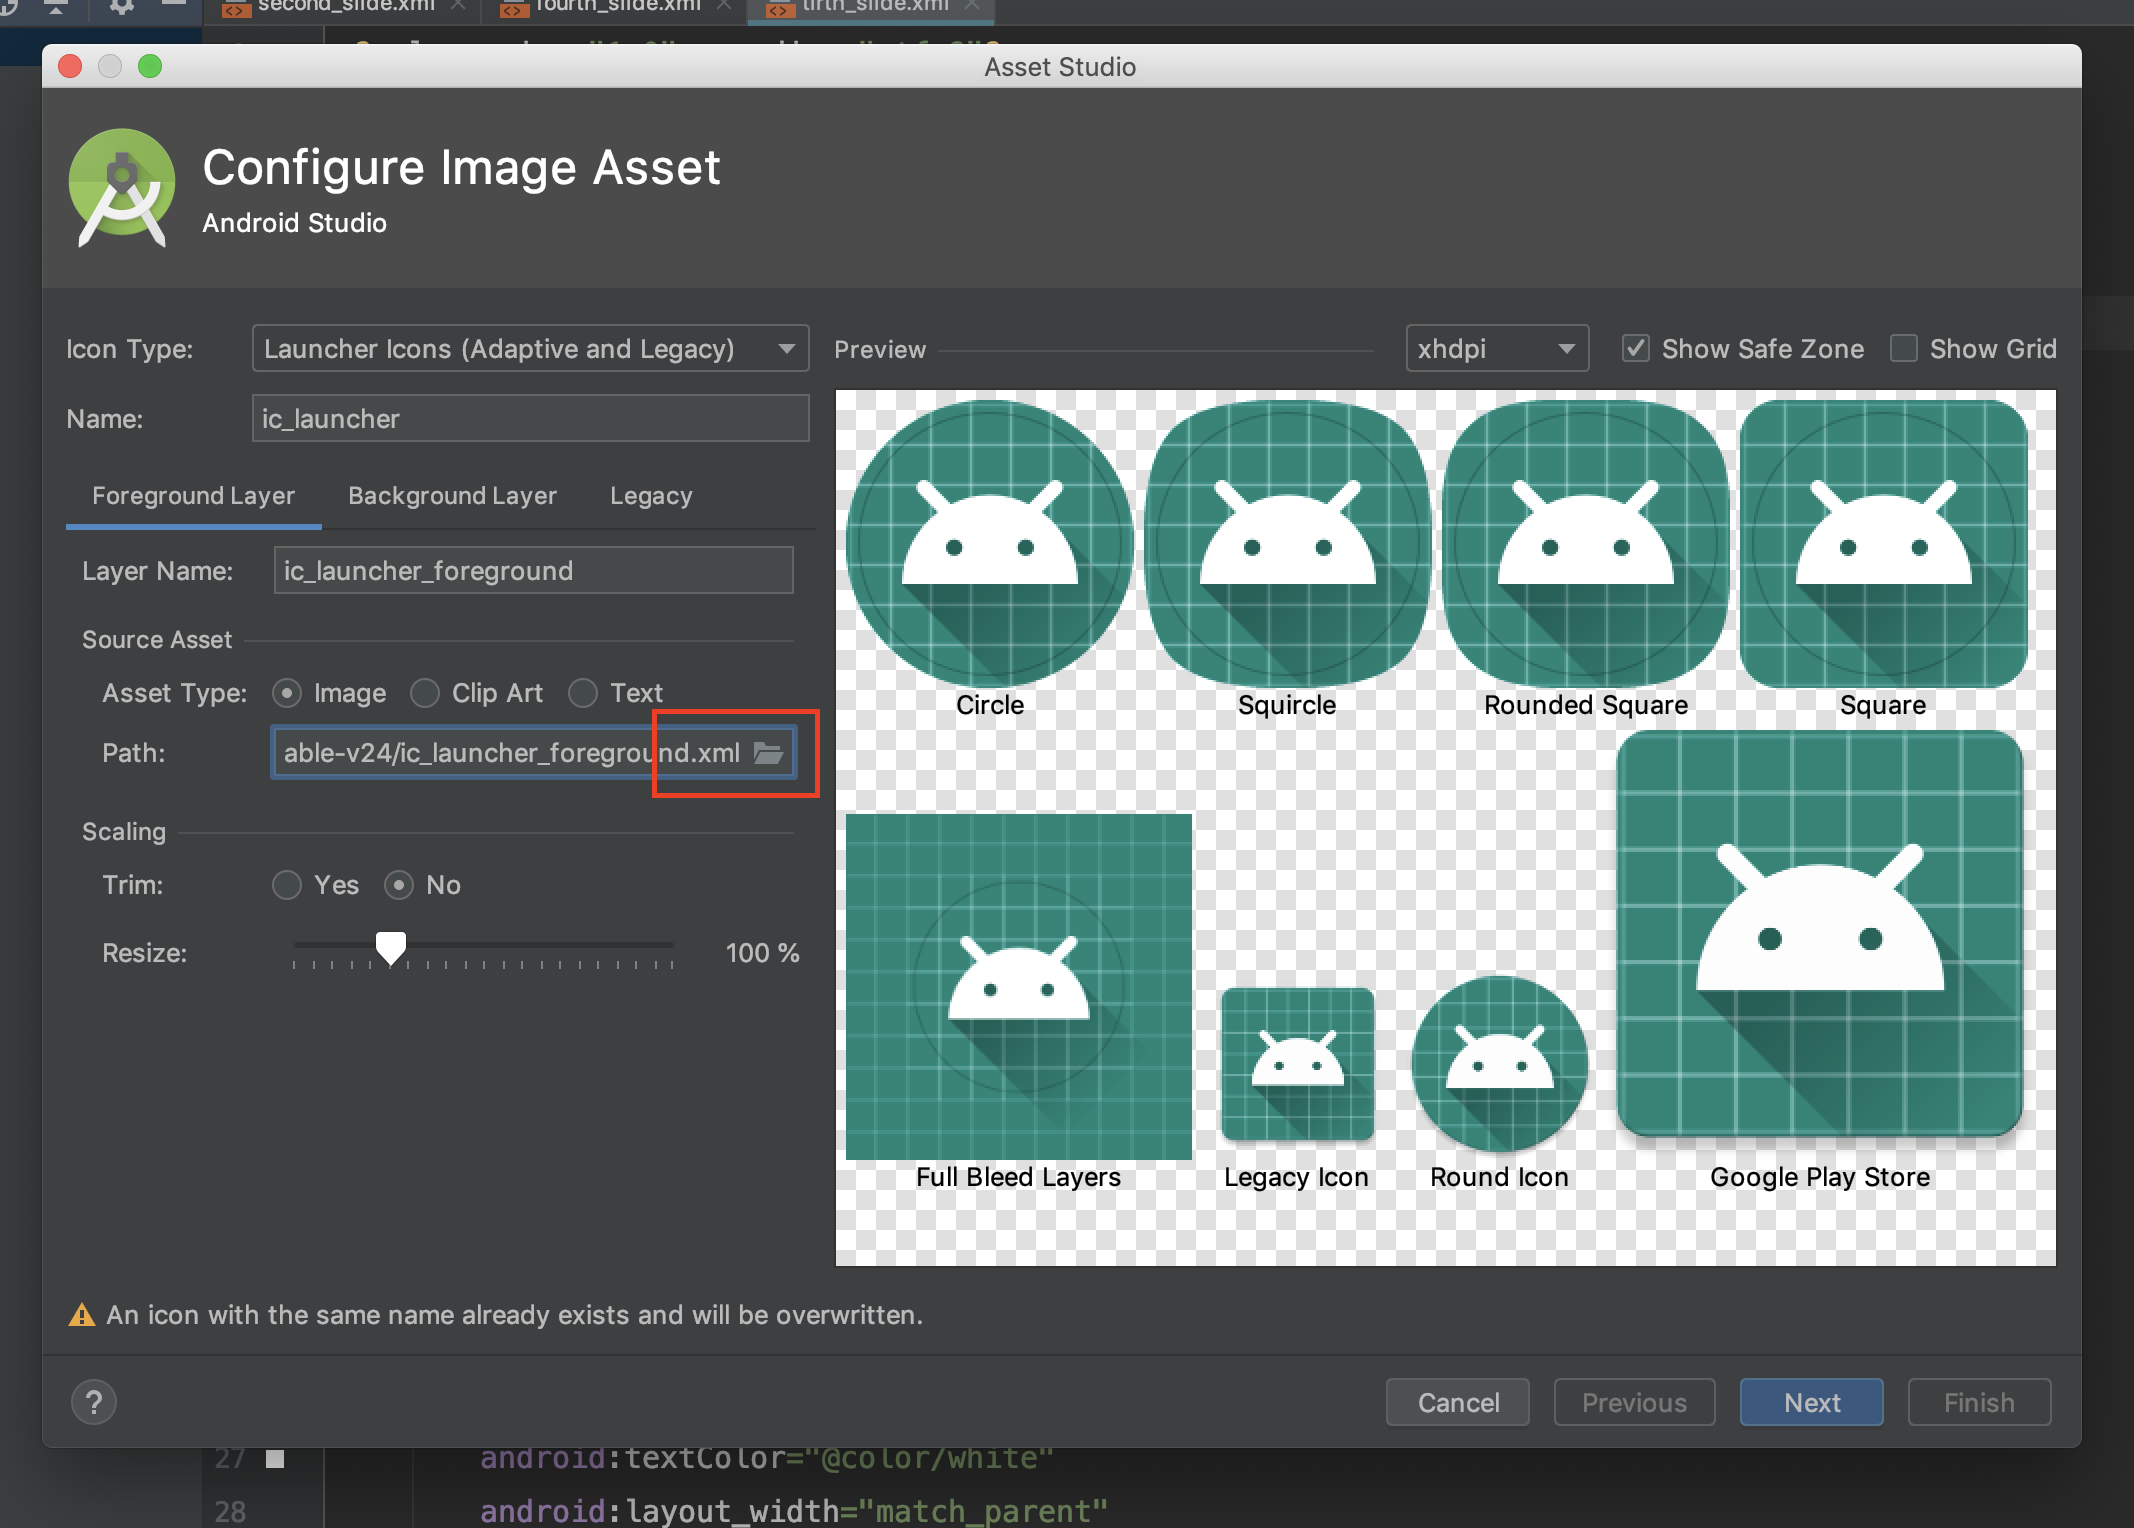 second_slide.xml
fourth_slide.xml
Asset Studio
Configure Image Asset
Android Studio
Icon Type:
Launcher Icons (Adaptive and Legacy)
Preview
xhdpi
Show Safe Zone
Show Grid
Name:
ic_launcher
Foreground Layer
Background Layer
Legacy
Layer Name:
ic_launcher_foreground
Source Asset
Asset Type:
Image
Clip Art
Text
Path:
able-v24/ic_launcher_foreground.xml
Scaling
Trim:
Yes
No
Resize:
100 %
Circle
Squircle
Rounded Square
Square
Full Bleed Layers
Legacy Icon
Round Icon
Google Play Store
An icon with the same name already exists and will be overwritten.
?
Cancel
Previous
Next
Finish
27
android:textColor="@color/white"
28
android:layout_width="match_parent"